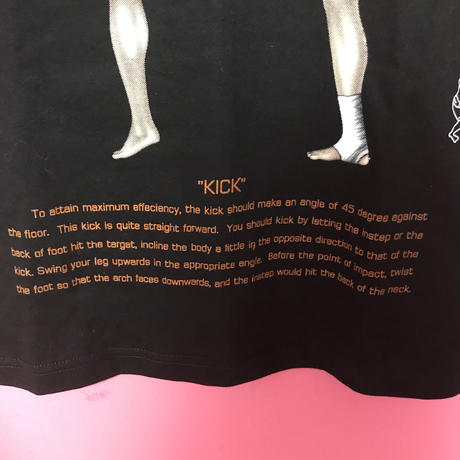 "KICK"
To attain maximum effeciency, the kick should make an angle of 45 degree against
the floor. This kick is quite straight forward. You should kick by letting the instep or the
back of foot hit the target, incline the body a little in the opposite direction to that of the
kick. Swing your leg upwards in the appropriate angle. Before the point of impact, twist
the foot so that the arch faces downwards, and the instep would hit the back of the neck.